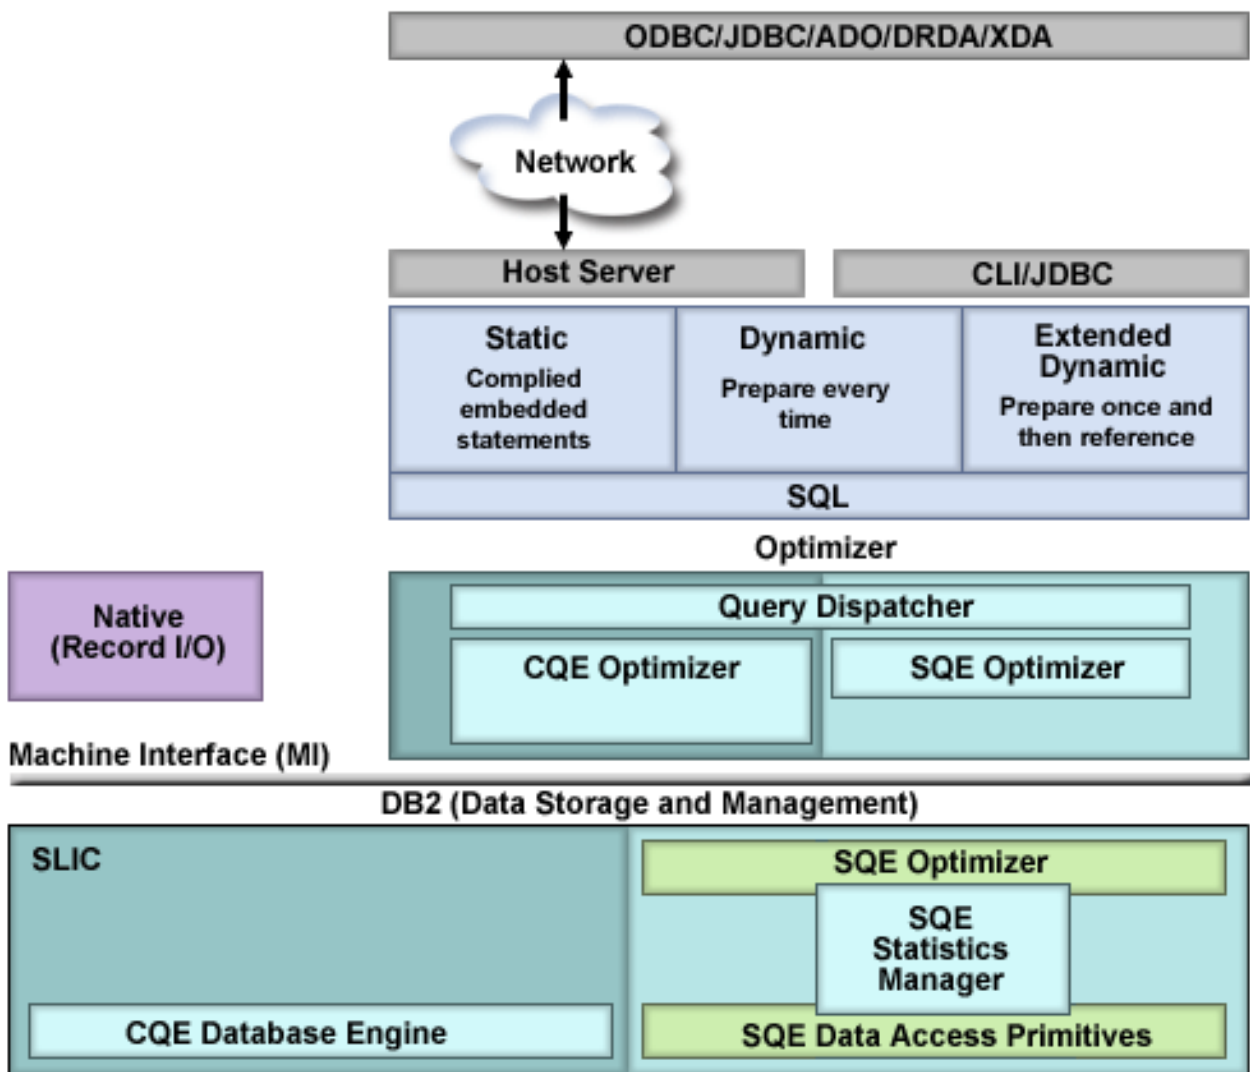 ODBC/JDBC/ADO/DRDA/XDA
Network
Host Server
CLI/JDBC
Static
Complied
embedded
statements
Dynamic
Prepare every
time
Extended
Dynamic
Prepare once and
then reference
SQL
Optimizer
Native
(Record I/O)
Query Dispatcher
CQE Optimizer
SQE Optimizer
Machine Interface (MI)
DB2 (Data Storage and Management)
SLIC
SQE Optimizer
SQE
Statistics
Manager
CQE Database Engine
SQE Data Access Primitives